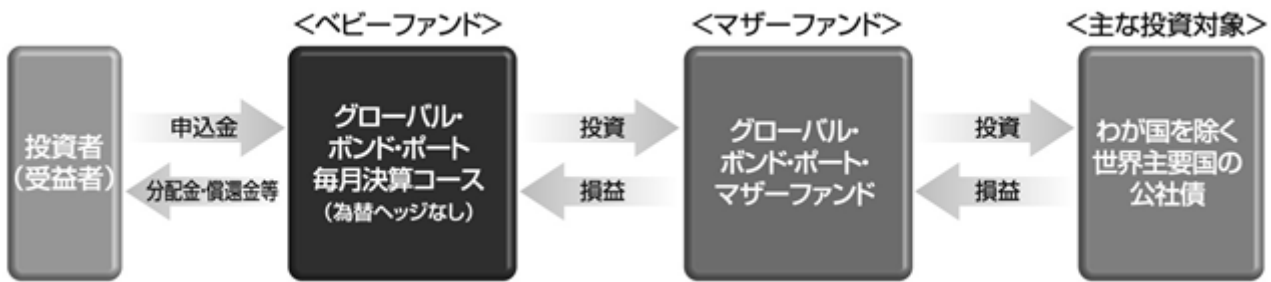 <ベビーファンド>
<マザーファンド>
<主な投資対象>
投資者
(受益者)
申込金
分配金・償還金等
グローバル・
ボンド・ポート
毎月決算コース
(為替ヘッジなし)
投資
損益
グローバル・
ボンド・ポート・
マザーファンド
投資
損益
わが国を除く
世界主要国の
公社債